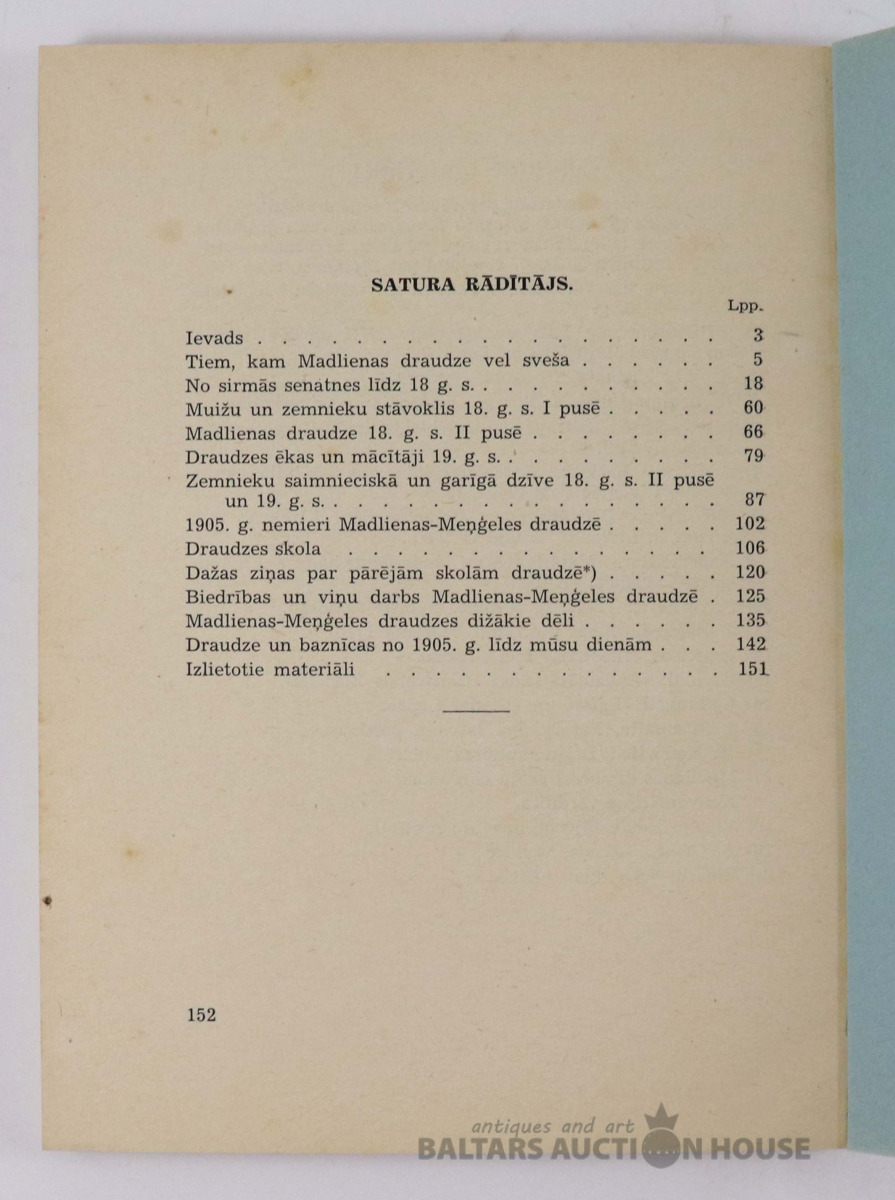 SATURA RĀDĪTĀJS.
Lpp.
Ievads . . . . . . . . . . . . . . . . . . . 3
Tiem, kam Madlienas draudze vel sveša . . . . . . 5
No sirmās senatnes līdz 18 g. s. . . . . . . . . . . 18
Muižu un zemnieku stāvoklis 18. g. s. I pusē . . . . . 60
Madlienas draudze 18. g. s. II pusē . . . . . . . . 66
Draudzes ēkas un mācītāji 19. g. s. . . . . . . . . . 79
Zemnieku saimnieciskā un garīgā dzīve 18. g. s. II pusē
un 19. g. s. . . . . . . . . . . . . . . . . . 87
1905. g. nemieri Madlienas-Meņģeles draudzē . . . . . 102
Draudzes skola . . . . . . . . . . . . . . . 106
Dažas ziņas par pārējām skolām draudzē*) . . . . . 120
Biedrības un viņu darbs Madlienas-Meņģeles draudzē . 125
Madlienas-Meņģeles draudzes dižākie dēli . . . . . . 135
Draudze un baznīcas no 1905. g. līdz mūsu dienām . . . 142
Izlietotie materiāli . . . . . . . . . . . . . . 151
152
antiques and art
BALTARS AUCTION HOUSE